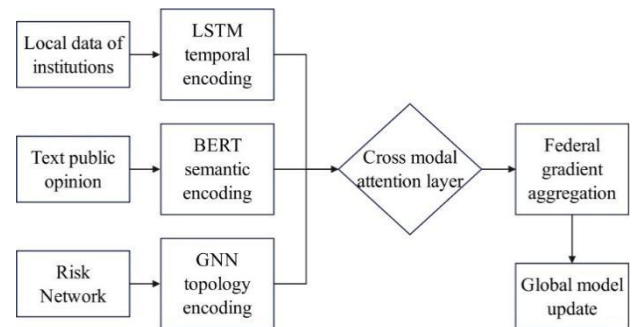 Local data of
institutions
LSTM
temporal
encoding
Text public
opinion
BERT
semantic
encoding
Cross modal
attention layer
Federal
gradient
aggregation
Risk
Network
GNN
topology
encoding
Global model
update